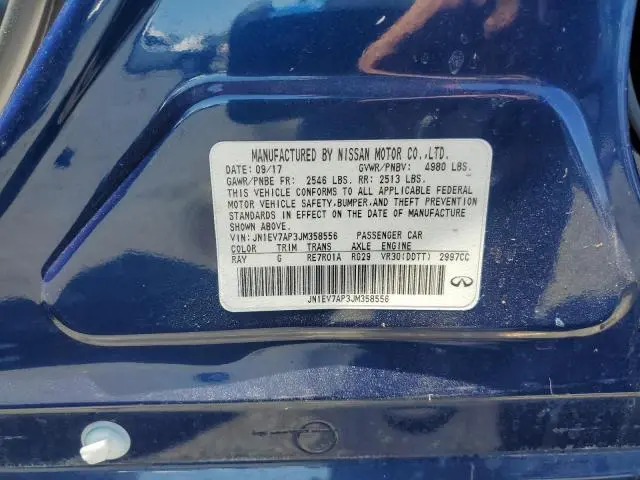 MANUFACTURED BY NISSAN MOTOR CO.,LTD.
DATE: 09/17 GVWR/PNBV: 4980 LBS.
GAWR/PNBE FR: 2546 LBS. RR: 2513 LBS.
THIS VEHICLE CONFORMS TO ALL APPLICABLE FEDERAL
MOTOR VEHICLE SAFETY,BUMPER,AND THEFT PREVENTION
STANDARDS IN EFFECT ON THE DATE OF MANUFACTURE
SHOWN ABOVE.
VIN: JN1EV7AP3JM358556 PASSENGER CAR
COLOR TRIM TRANS AXLE ENGINE
RAY G RE7R01A RG29 VR30(DDTT) 2997CC
JN1EV7AP3JM358556